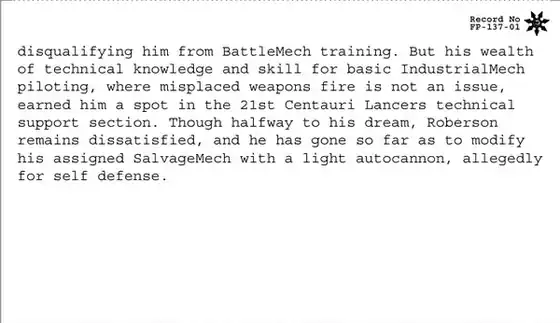 Record No
FP-137-01
disqualifying him from BattleMech training. But his wealth
of technical knowledge and skill for basic IndustrialMech
piloting, where misplaced weapons fire is not an issue,
earned him a spot in the 21st Centauri Lancers technical
support section. Though halfway to his dream, Roberson
remains dissatisfied, and he has gone so far as to modify
his assigned SalvageMech with a light autocannon, allegedly
for self defense.